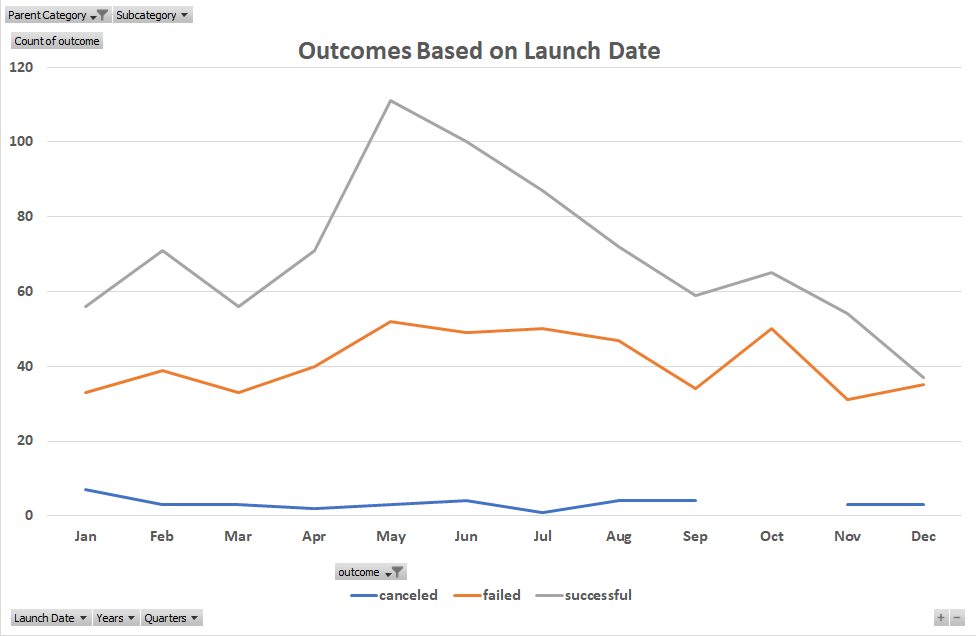 Parent Category Subcategory
Count of outcome
Outcomes Based on Launch Date
120
100
80
60
40
20
0
Jan Feb Mar Apr May Jun Jul Aug Sep Oct Nov Dec
outcome
canceled failed successful
Launch Date Years Quarters + −